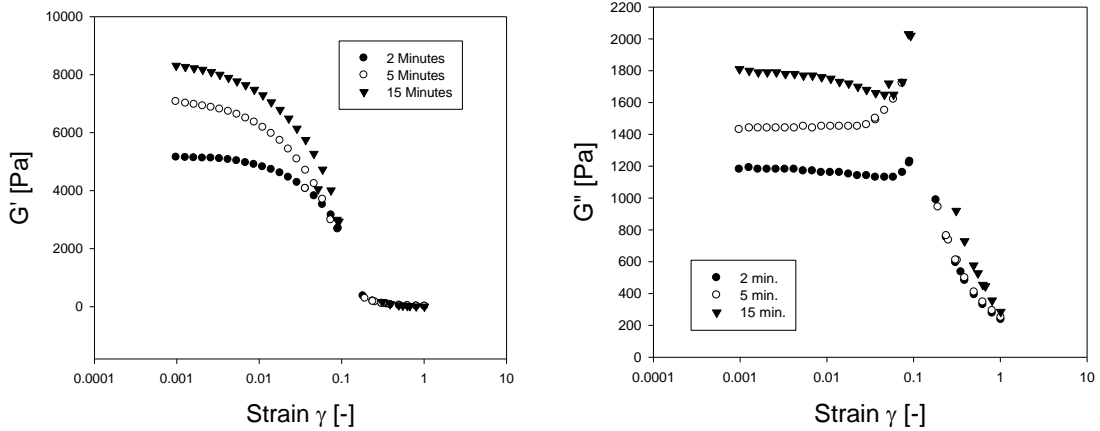 10000
8000
6000
4000
2000
0
G' [Pa]
2 Minutes
5 Minutes
15 Minutes
0.0001 0.001 0.01 0.1 1 10
Strain γ [-]
2200
2000
1800
1600
1400
1200
1000
800
600
400
200
0
G" [Pa]
2 min.
5 min.
15 min.
0.0001 0.001 0.01 0.1 1 10
Strain γ [-]